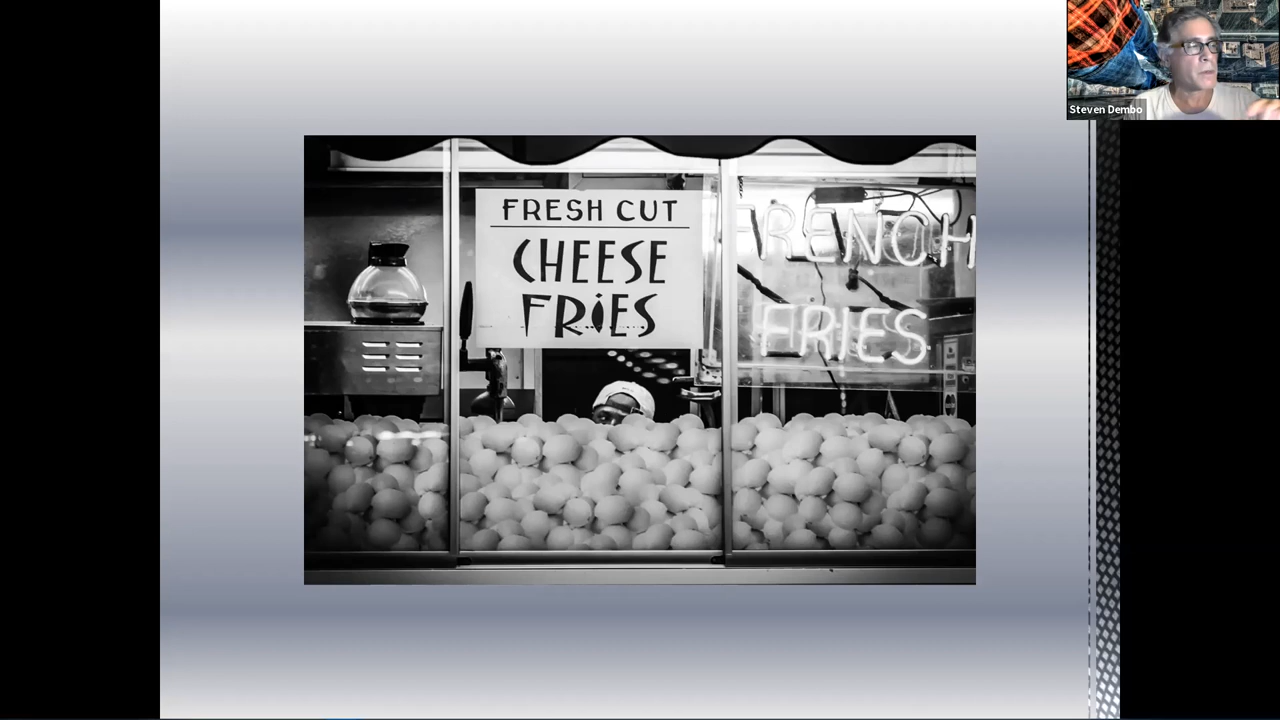 FRESH CUT
CHEESE
FRIES
FRENCH
FRIES
Steven Dembo